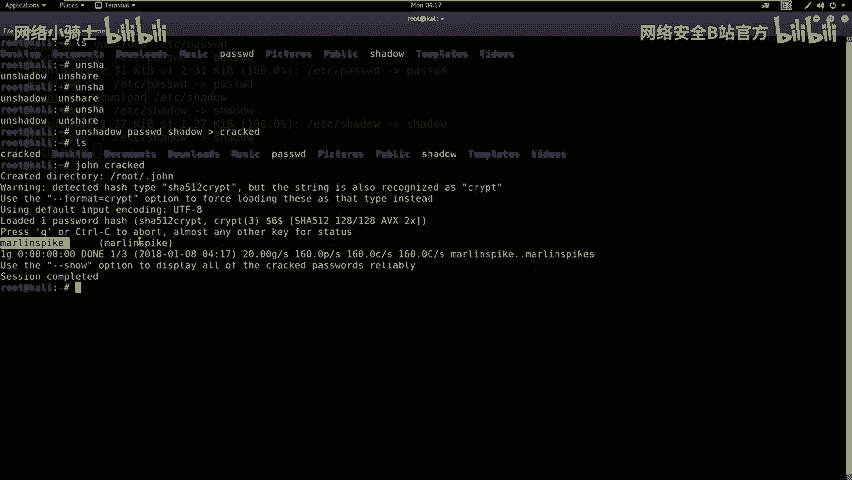 Applications Places Terminal Mon 04:17
root@kali: ~
网络小骑士 bilibili 网络安全B站官方 bilibili
root@kali:~# ls
Desktop Documents Downloads Music passwd Pictures Public shadow Templates Videos
root@kali:~# unsha
unshadow unshare
root@kali:~# unsha
unshadow unshare
root@kali:~# unsha
unshadow unshare
root@kali:~# unshadow passwd shadow > cracked
root@kali:~# ls
cracked Desktop Documents Downloads Music passwd Pictures Public shadow Templates Videos
root@kali:~# john cracked
Created directory: /root/.john
Warning: detected hash type "sha512crypt", but the string is also recognized as "crypt"
Use the "--format=crypt" option to force loading these as that type instead
Using default input encoding: UTF-8
Loaded 1 password hash (sha512crypt, crypt(3) $6$ [SHA512 128/128 AVX 2x])
Press 'q' or Ctrl-C to abort, almost any other key for status
marlinspike (marlinspike)
1g 0:00:00:00 DONE 1/3 (2018-01-08 04:17) 20.00g/s 160.0p/s 160.0c/s 160.0C/s marlinspike..marlinspikes
Use the "--show" option to display all of the cracked passwords reliably
Session completed
root@kali:~#